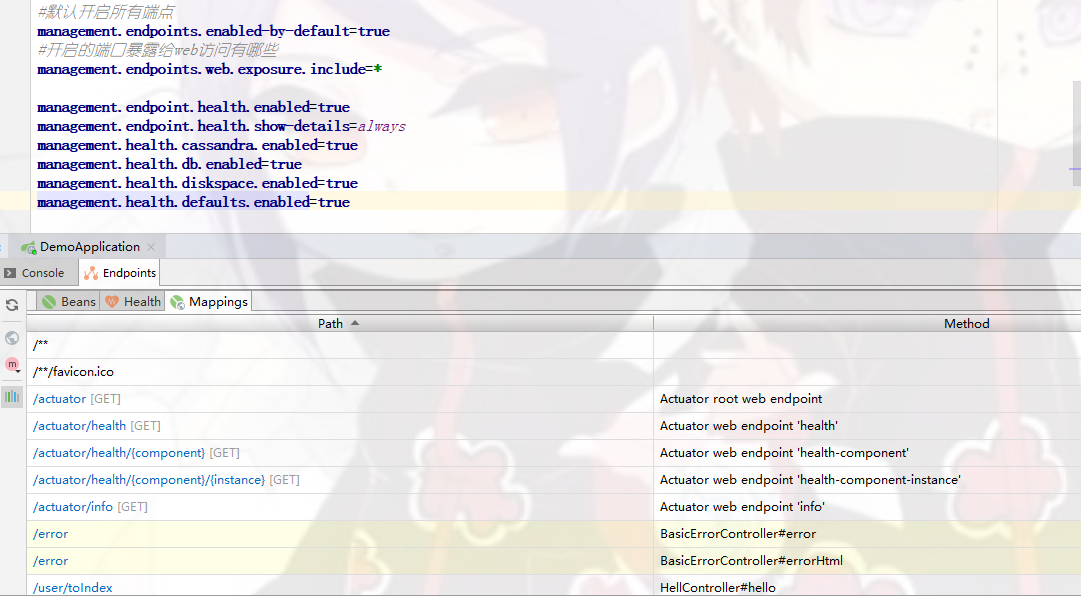 #默认开启所有端点
management.endpoints.enabled-by-default=true
#开启的端口暴露给web访问有哪些
management.endpoints.web.exposure.include=*
management.endpoint.health.enabled=true
management.endpoint.health.show-details=always
management.health.cassandra.enabled=true
management.health.db.enabled=true
management.health.diskspace.enabled=true
management.health.defaults.enabled=true
DemoApplication
Console Endpoints
Beans Health Mappings
Path Method
/**
/**/favicon.ico
/actuator [GET] Actuator root web endpoint
/actuator/health [GET] Actuator web endpoint 'health'
/actuator/health/{component} [GET] Actuator web endpoint 'health-component'
/actuator/health/{component}/{instance} [GET] Actuator web endpoint 'health-component-instance'
/actuator/info [GET] Actuator web endpoint 'info'
/error BasicErrorController#error
/error BasicErrorController#errorHtml
/user/toIndex HellController#hello